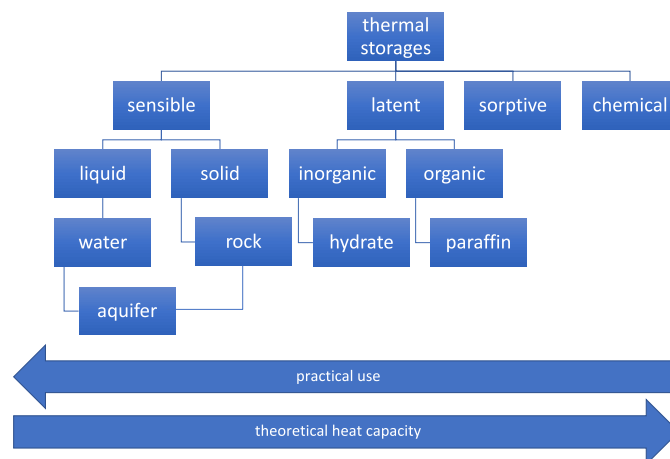 thermal
storages
sensible
latent
sorptive
chemical
liquid
solid
inorganic
organic
water
rock
hydrate
paraffin
aquifer
practical use
theoretical heat capacity